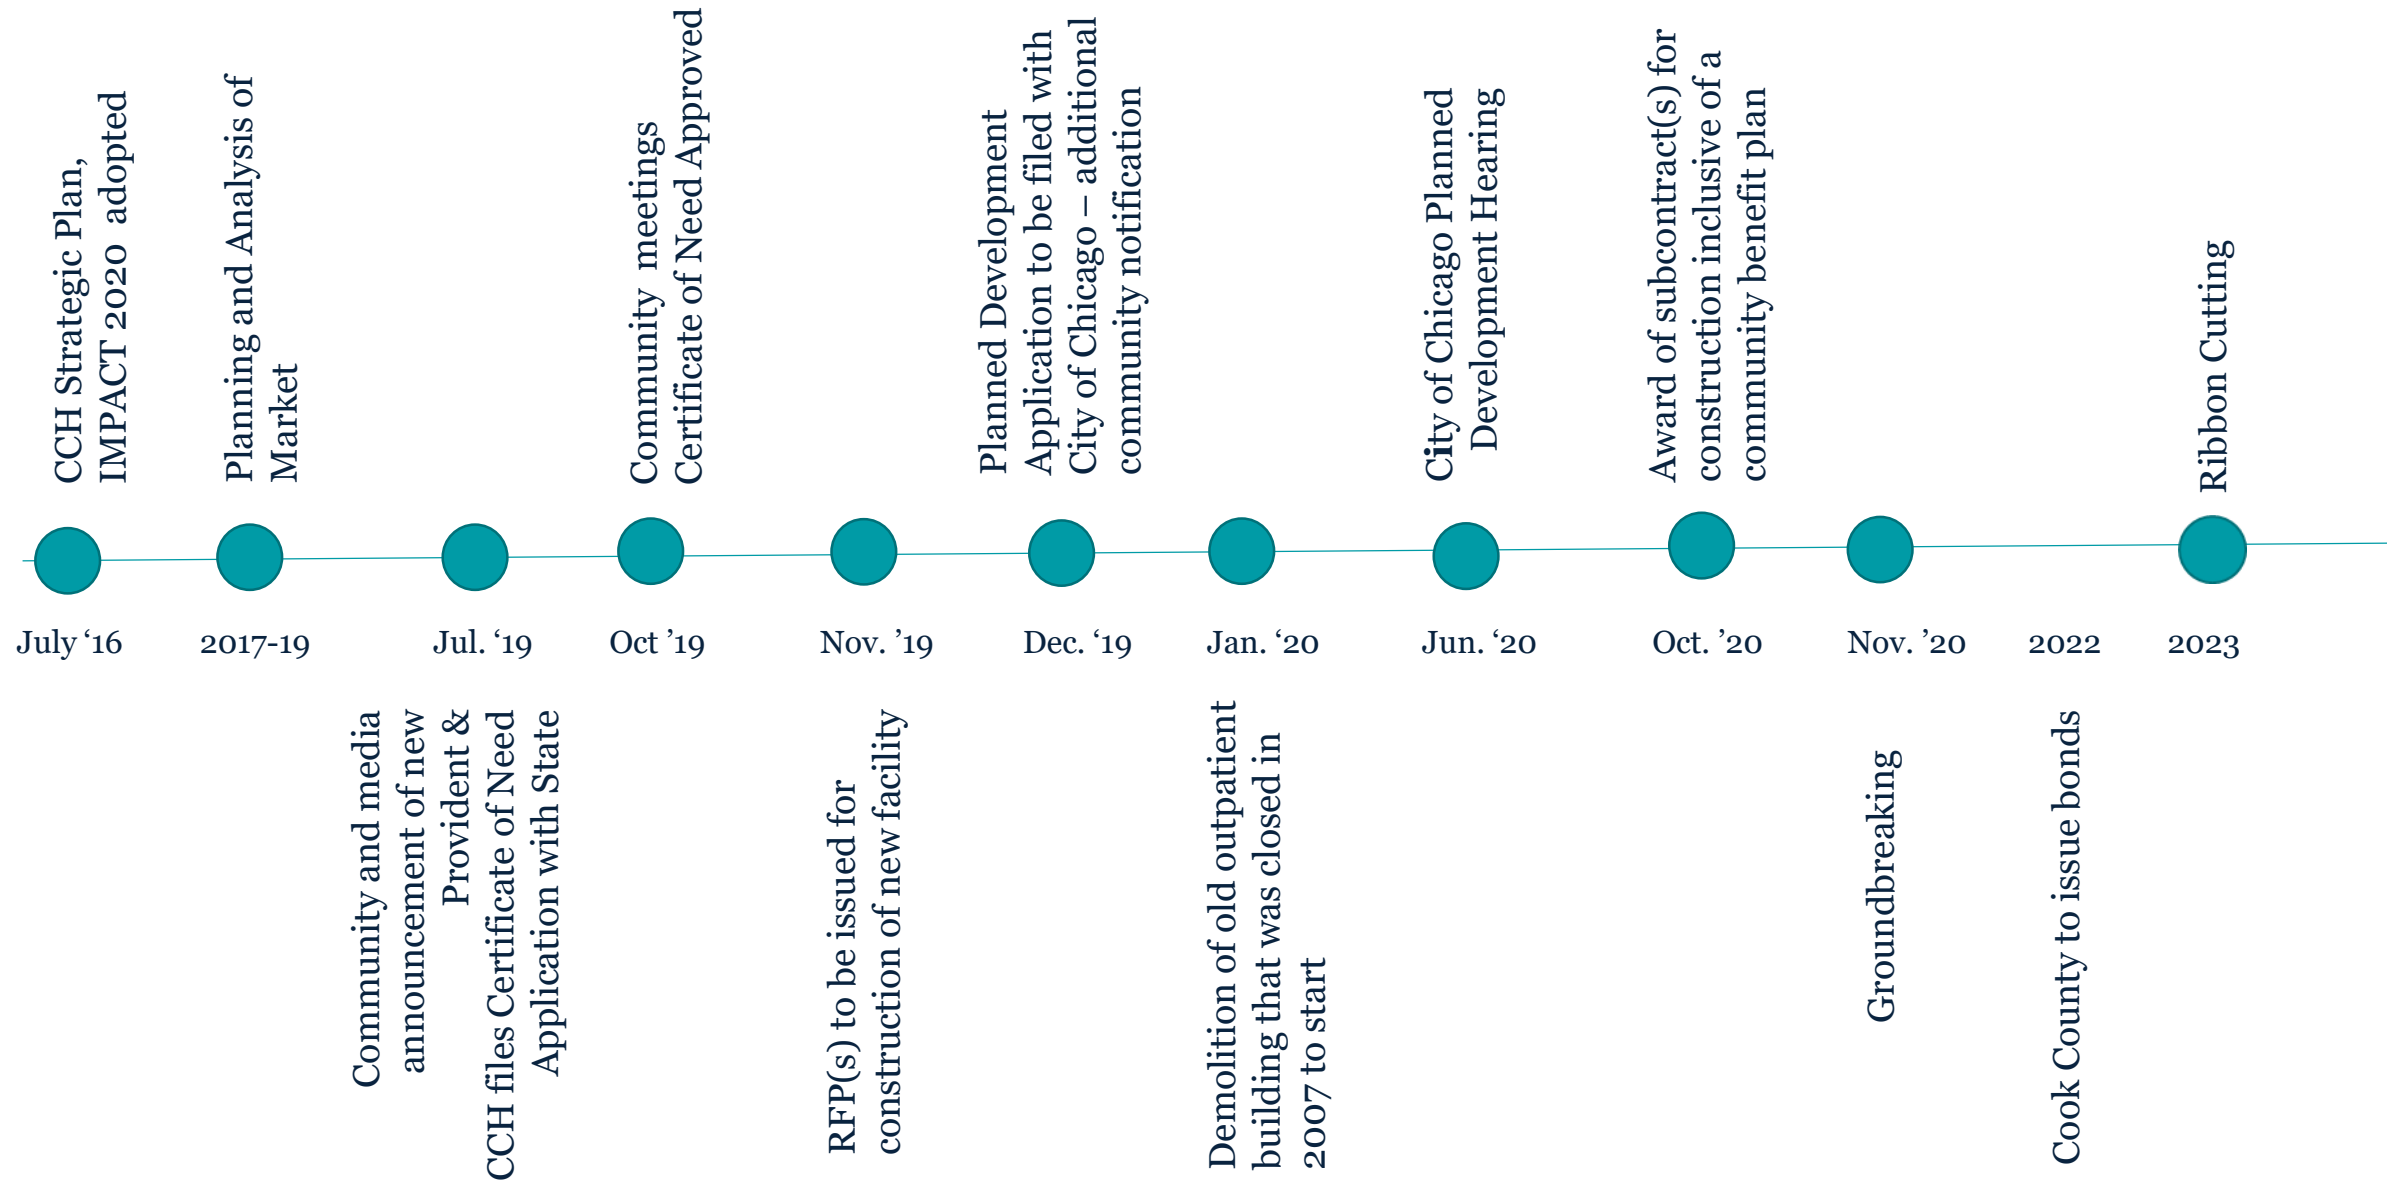 CCH Strategic Plan,
IMPACT 2020 adopted
Planning and Analysis of
Market
Community meetings
Certificate of Need Approved
Planned Development
Application to be filed with
City of Chicago – additional
community notification
City of Chicago Planned
Development Hearing
Award of subcontract(s) for
construction inclusive of a
community benefit plan
Ribbon Cutting
July ‘16
2017-19
Jul. ‘19
Oct ’19
Nov. ’19
Dec. ‘19
Jan. ‘20
Jun. ‘20
Oct. ’20
Nov. ’20
2022
2023
Community and media
announcement of new
Provident &
CCH files Certificate of Need
Application with State
RFP(s) to be issued for
construction of new facility
Demolition of old outpatient
building that was closed in
2007 to start
Groundbreaking
Cook County to issue bonds